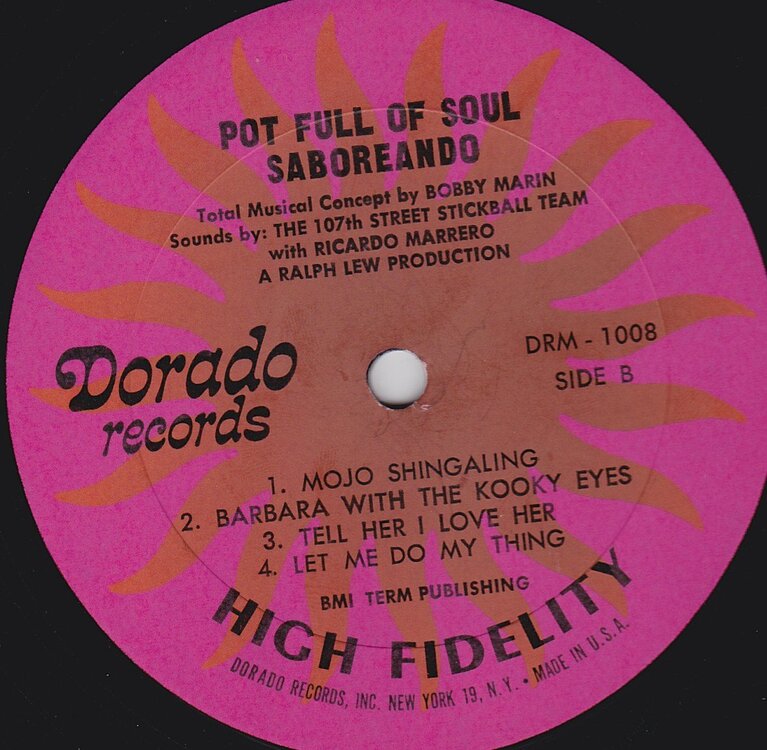 POT FULL OF SOUL
SABOREANDO
Total Musical Concept by BOBBY MARIN
Sounds by: THE 107th STREET STICKBALL TEAM
with RICARDO MARRERO
A RALPH LEW PRODUCTION
Dorado
records
DRM - 1008
SIDE B
1. MOJO SHINGALING
2. BARBARA WITH THE KOOKY EYES
3. TELL HER I LOVE HER
4. LET ME DO MY THING
BMI TERM PUBLISHING
HIGH FIDELITY
DORADO RECORDS, INC. NEW YORK 19, N.Y. • MADE IN U.S.A.